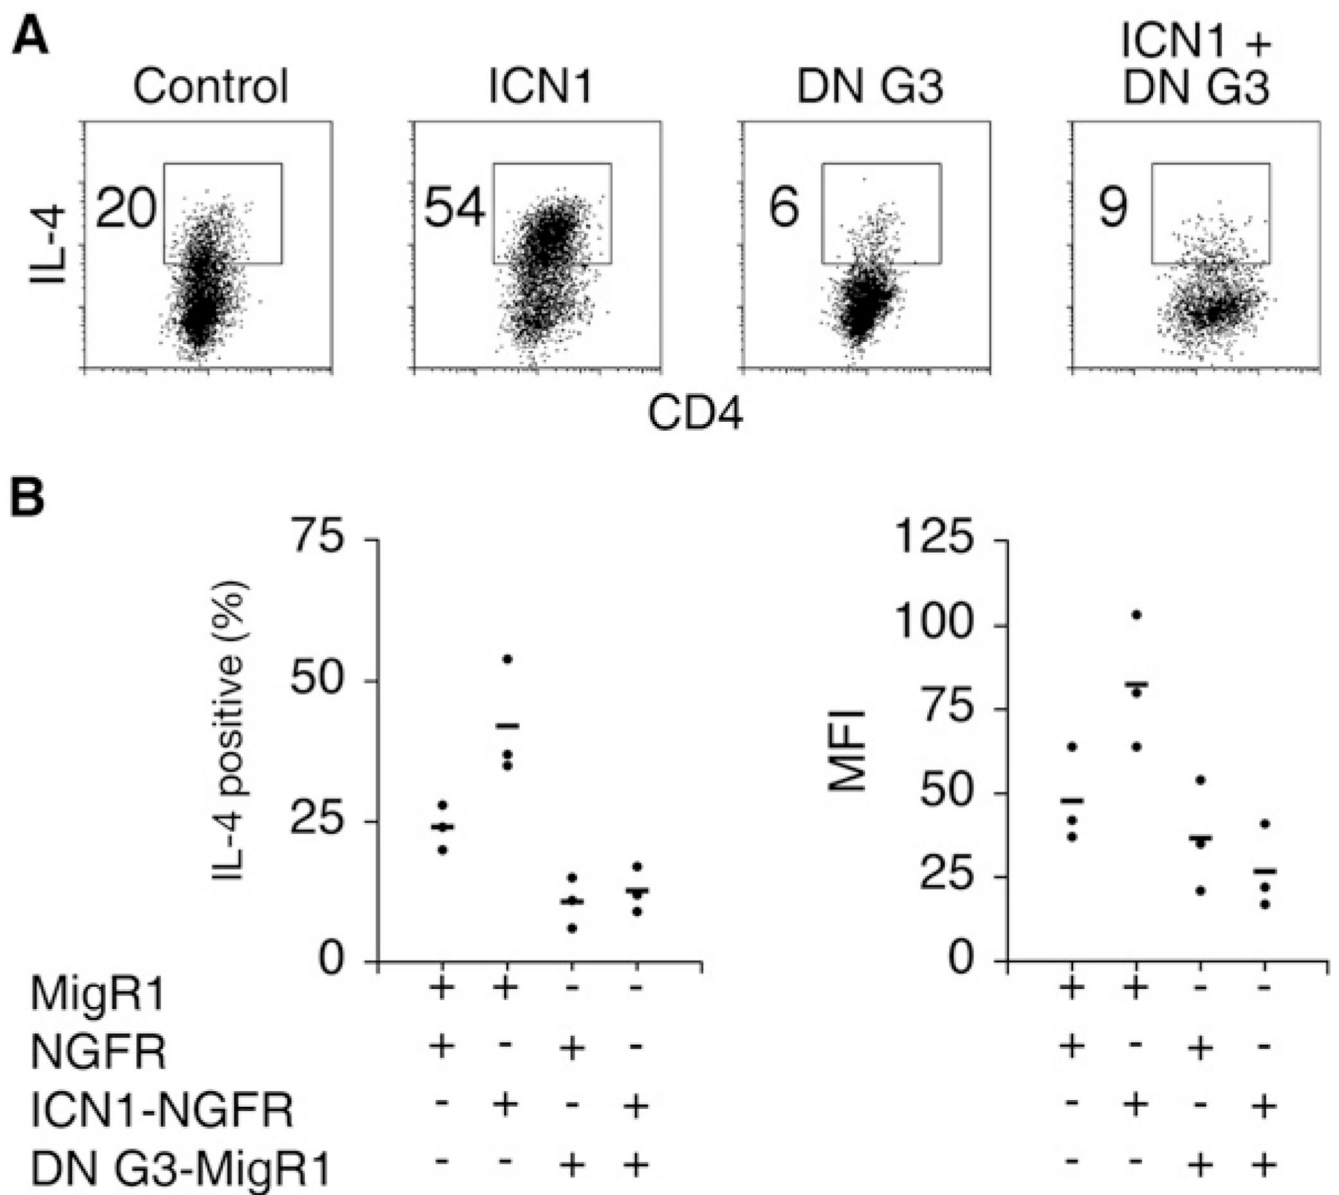 A
Control
ICN1
DN G3
ICN1 +
DN G3
IL-4
20
54
6
9
CD4
B
75
50
25
0
IL-4 positive (%)
125
100
75
50
25
0
MFI
MigR1 + + - - + + - -
NGFR + - + - + - + -
ICN1-NGFR - + - + - + - +
DN G3-MigR1 - - + + - - + +